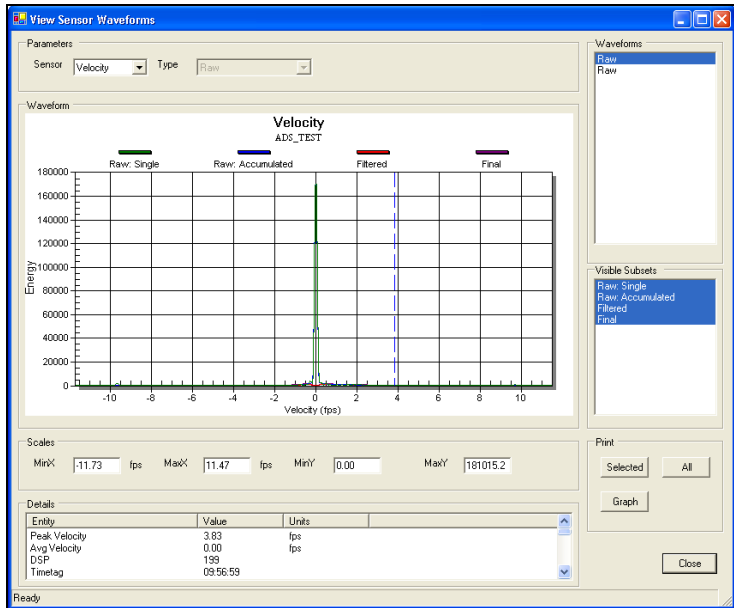 View Sensor Waveforms
Parameters
Sensor Velocity Type Raw
Waveforms
Raw
Raw
Waveform
Velocity
ADS_TEST
Raw: Single Raw: Accumulated Filtered Final
180000
160000
140000
120000
100000
80000
60000
40000
20000
0
Energy
-10 -8 -6 -4 -2 0 2 4 6 8 10
Velocity (fps)
Visible Subsets
Raw: Single
Raw: Accumulated
Filtered
Final
Scales
MinX -11.73 fps MaxX 11.47 fps MinY 0.00 MaxY 181015.2
Print
Selected All
Graph
Details
Entity Value Units
Peak Velocity 3.83 fps
Avg Velocity 0.00 fps
DSP 199
Timetag 09:56:59
Close
Ready